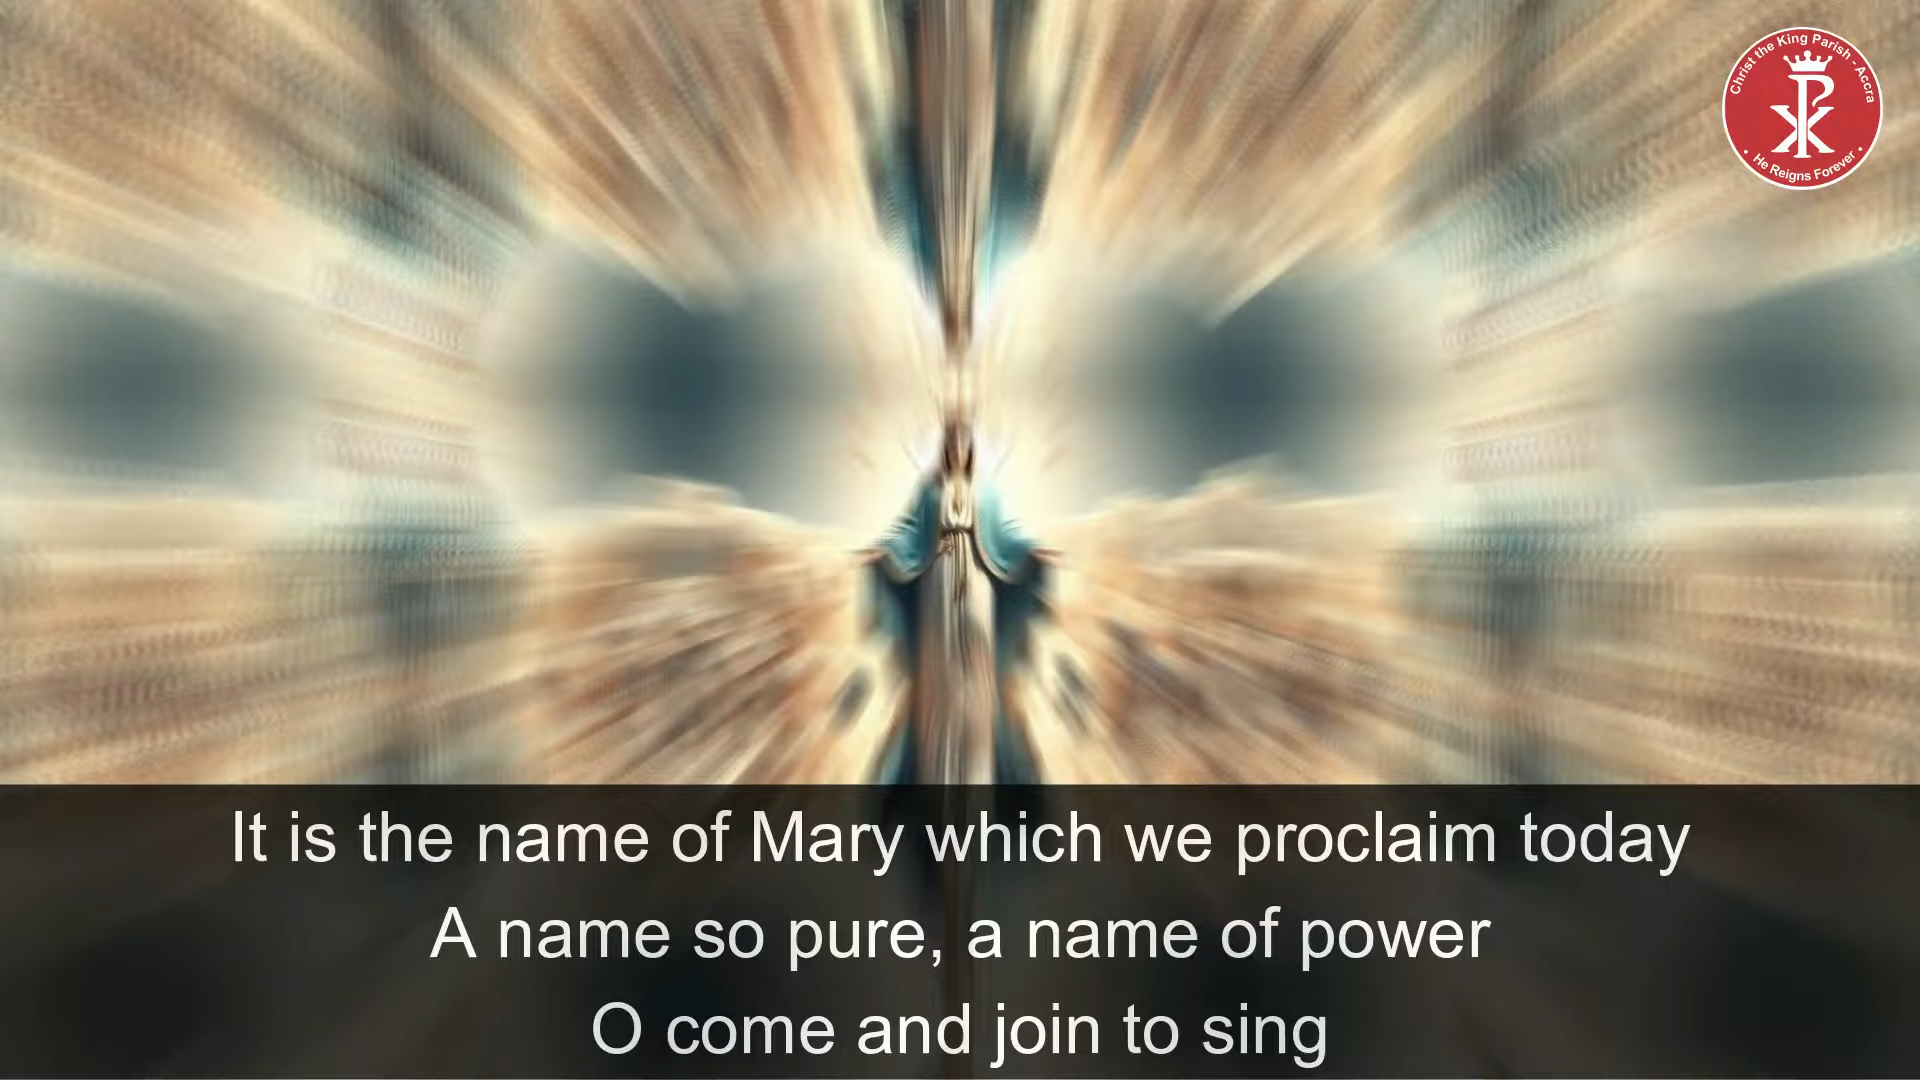 Christ the King Parish - Accra
• He Reigns Forever •
It is the name of Mary which we proclaim today
A name so pure, a name of power
O come and join to sing